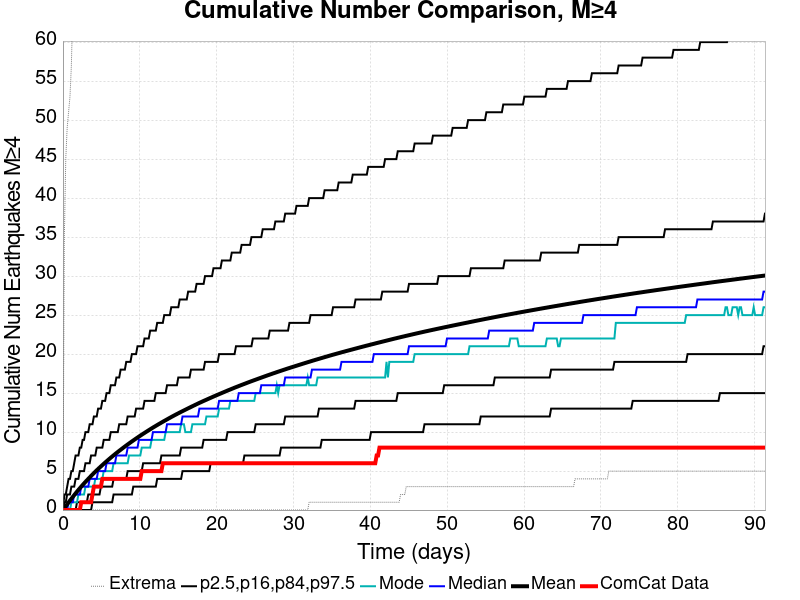 Cumulative Number Comparison, M≥4
Cumulative Num Earthquakes M≥4
60
55
50
45
40
35
30
25
20
15
10
5
0
0 10 20 30 40 50 60 70 80 90
Time (days)
Extrema p2.5,p16,p84,p97.5 Mode Median Mean ComCat Data